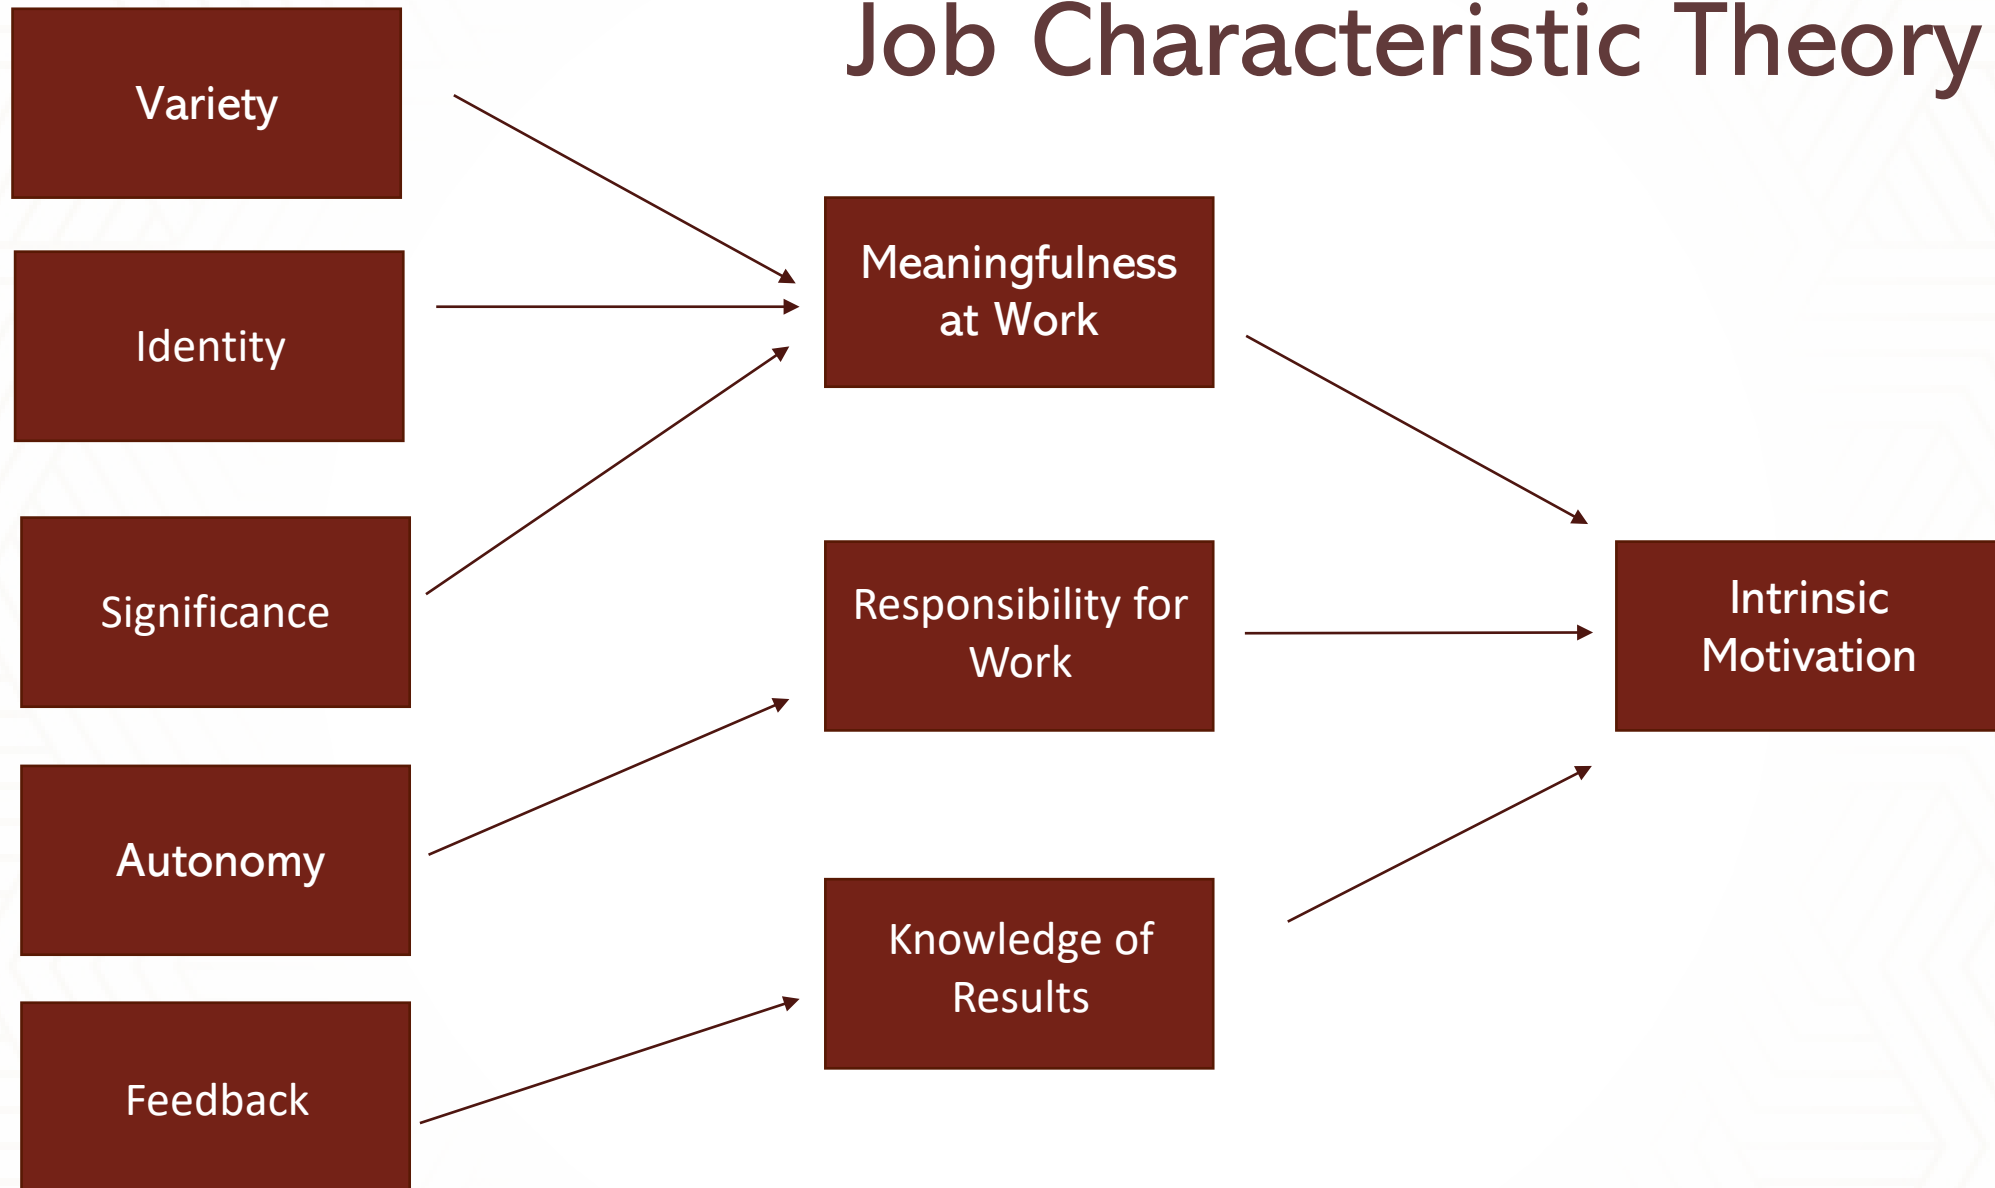 Job Characteristic Theory
Variety
Identity
Significance
Autonomy
Feedback
Meaningfulness
at Work
Responsibility for
Work
Knowledge of
Results
Intrinsic
Motivation